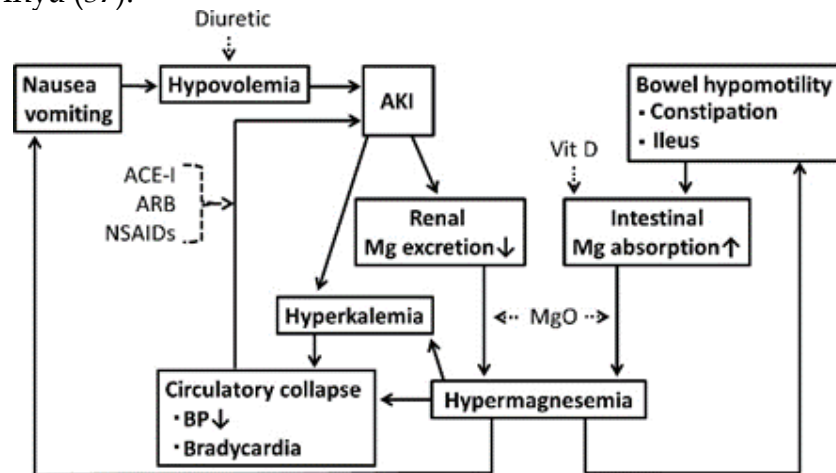 (37).
Diuretic
Nausea
vomiting
Hypovolemia
AKI
Bowel hypomotility
▪ Constipation
▪ Ileus
ACE-I
ARB
NSAIDs
Vit D
Renal
Mg excretion↓
Intestinal
Mg absorption↑
Hyperkalemia
MgO
Circulatory collapse
▪ BP↓
▪ Bradycardia
Hypermagnesemia